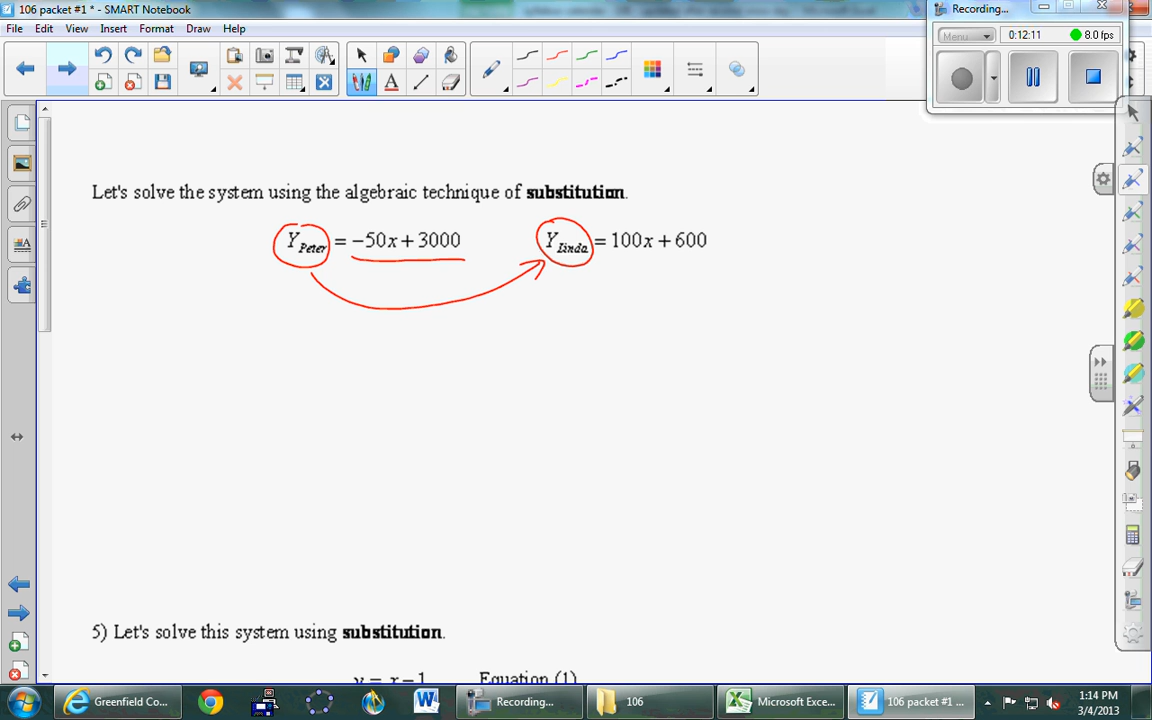 106 packet #1 * - SMART Notebook
Recording...
File Edit View Insert Format Draw Help
Menu 0:12:11 8.0 fps
Let's solve the system using the algebraic technique of substitution.
Y_Peter = −50x + 3000 Y_Linda = 100x + 600
5) Let's solve this system using substitution.
y = x − 1 Equation (1)
Greenfield Co... Recording... 106 Microsoft Exce... 106 packet #1 ... 1:14 PM
3/4/2013